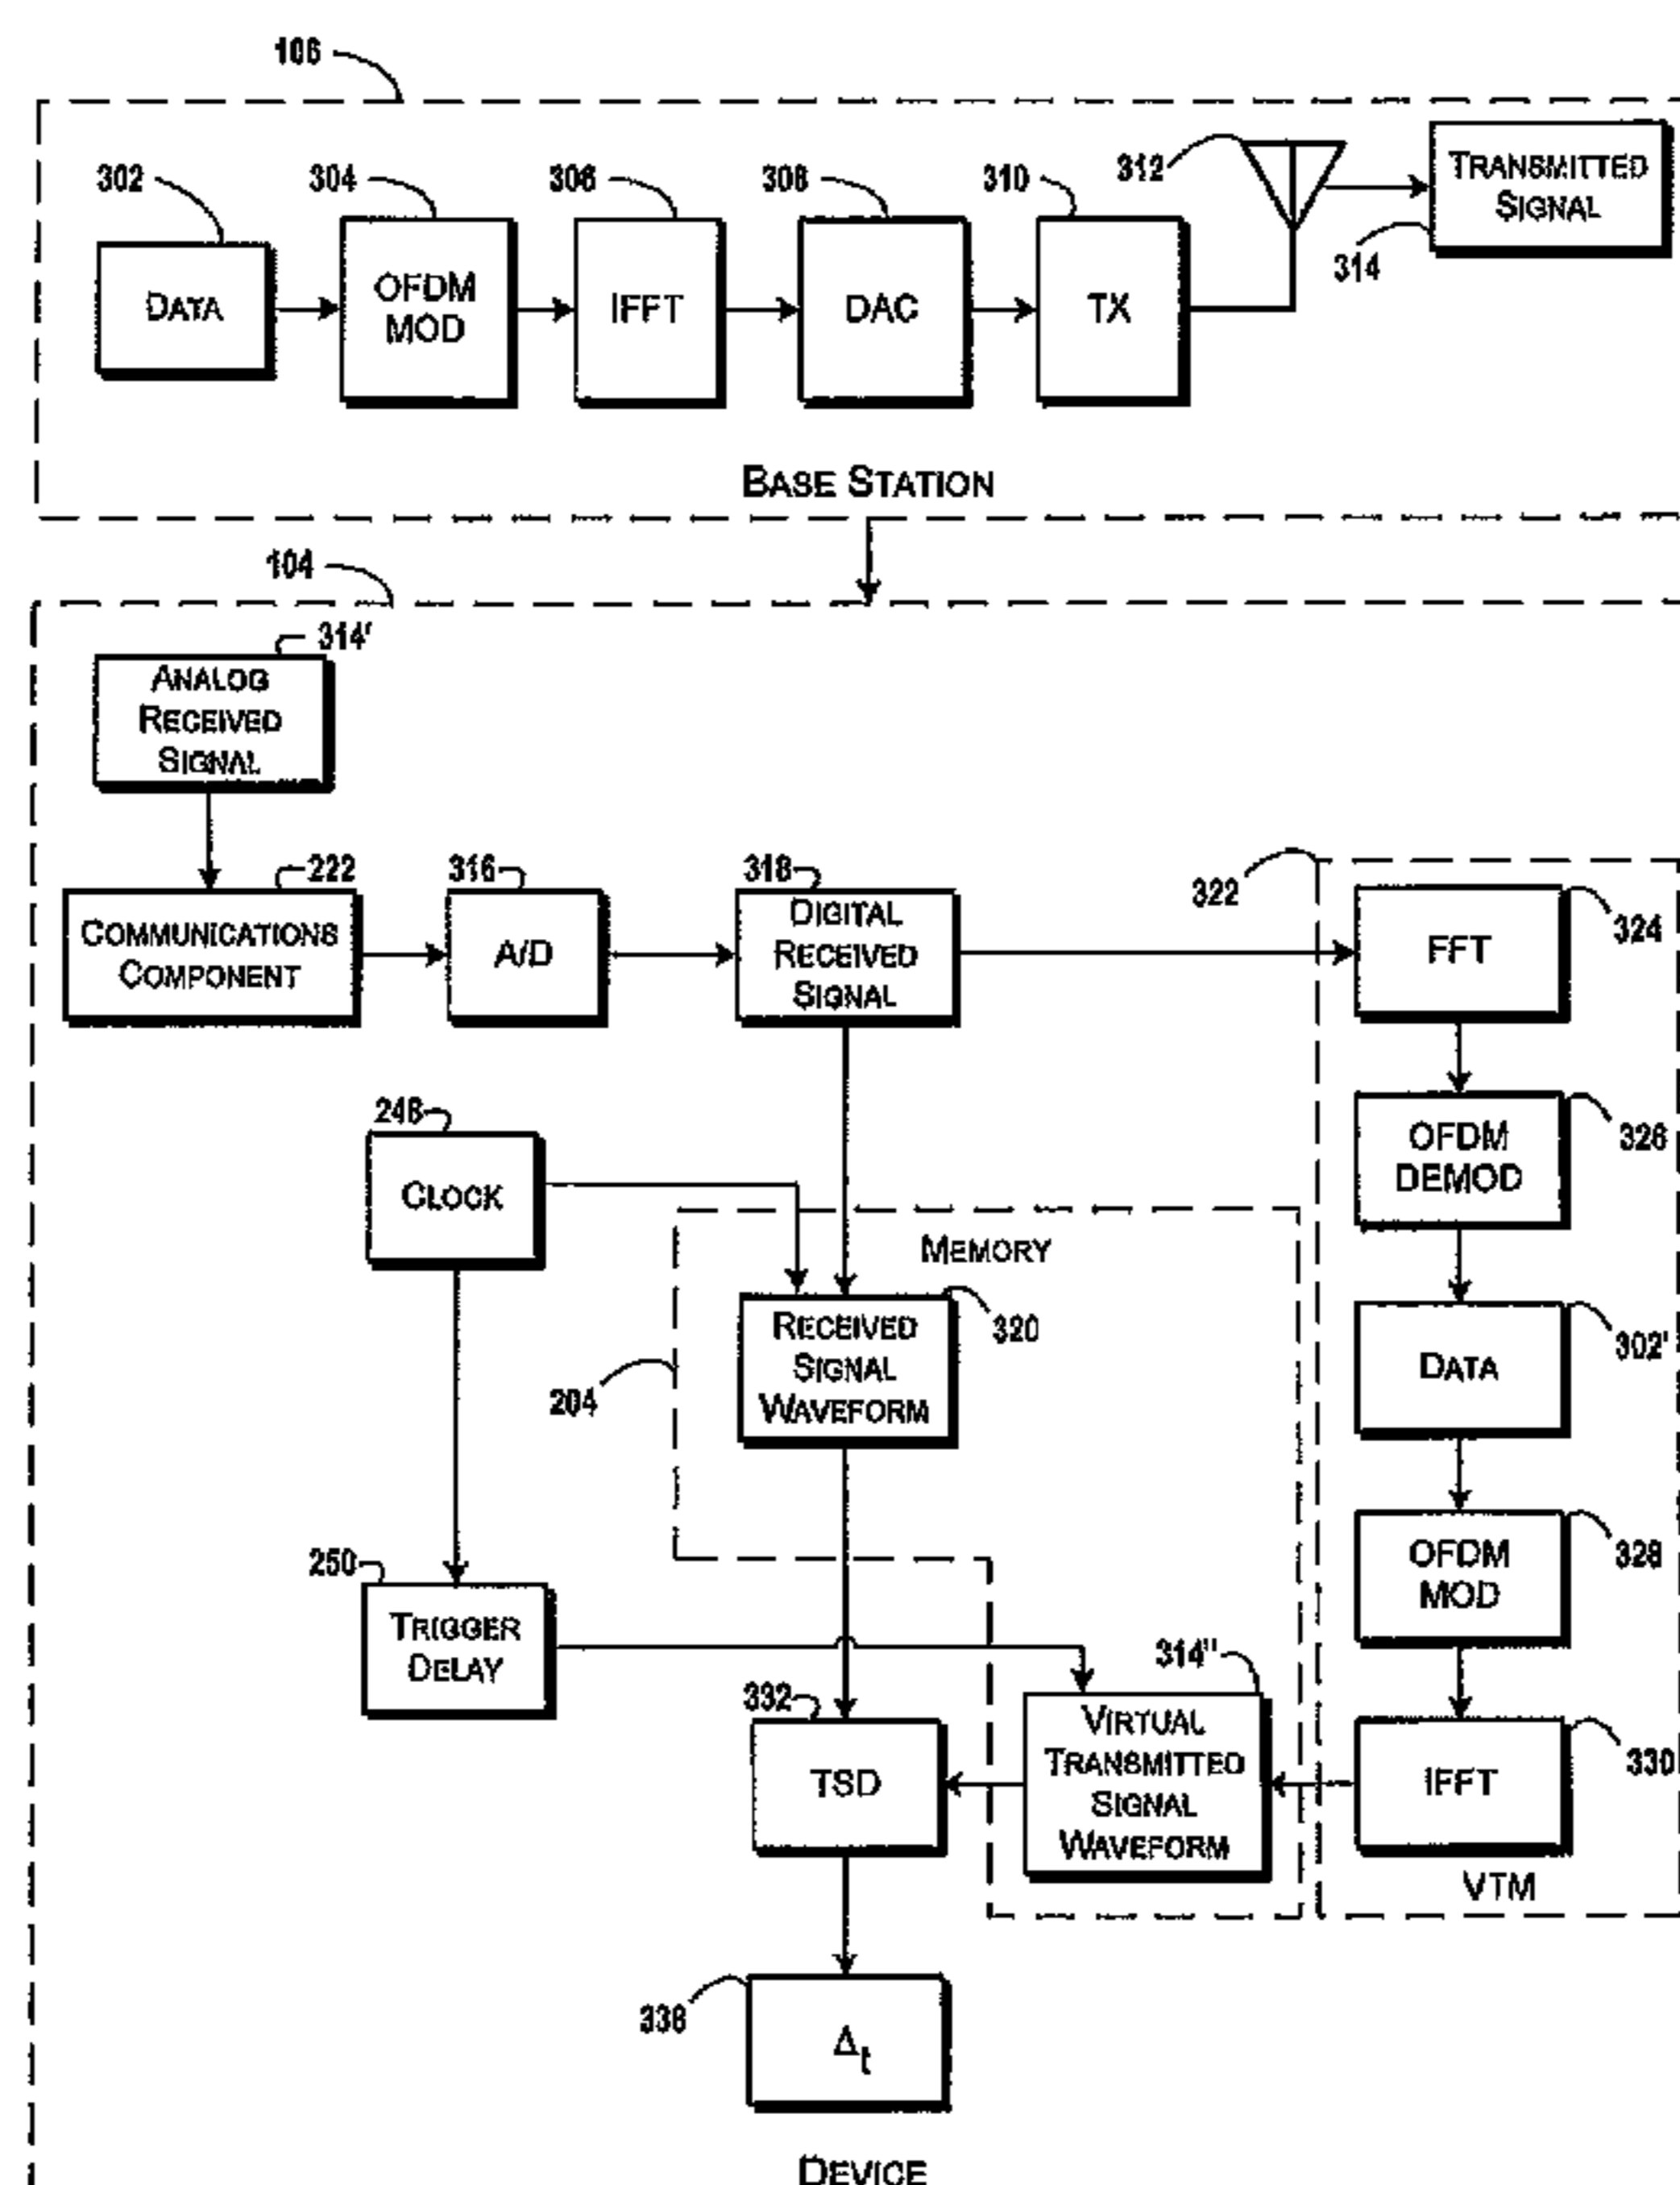 106
302
304
306
308
310
312
TRANSMITTED
SIGNAL
314
DATA
OFDM
MOD
IFFT
DAC
TX
BASE STATION
104
314'
ANALOG
RECEIVED
SIGNAL
222
316
318
322
COMMUNICATIONS
COMPONENT
A/D
DIGITAL
RECEIVED
SIGNAL
FFT
324
248
CLOCK
OFDM
DEMOD
326
MEMORY
RECEIVED
SIGNAL
WAVEFORM
320
204
DATA
302'
250
TRIGGER
DELAY
OFDM
MOD
328
332
TSD
314"
VIRTUAL
TRANSMITTED
SIGNAL
WAVEFORM
IFFT
330
VTM
336
Δt
DEVICE